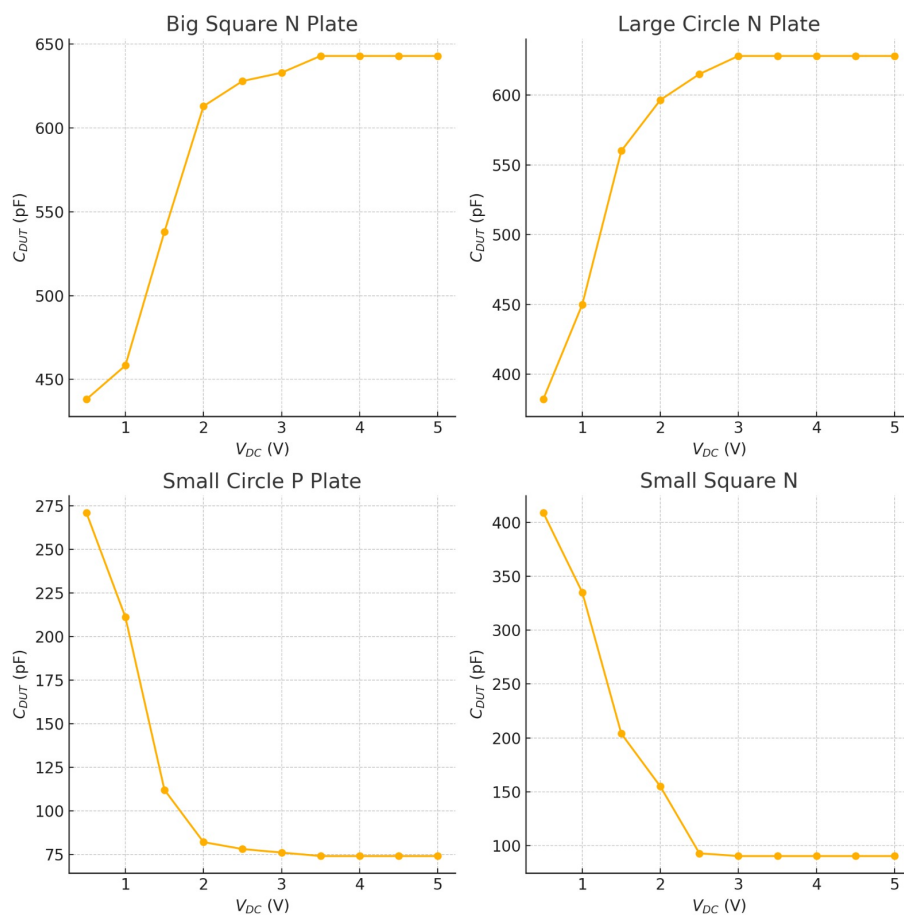 Big Square N Plate
650
600
550
500
450
C_DUT (pF)
1 2 3 4 5
V_DC (V)
Large Circle N Plate
600
550
500
450
400
C_DUT (pF)
1 2 3 4 5
V_DC (V)
Small Circle P Plate
275
250
225
200
175
150
125
100
75
C_DUT (pF)
1 2 3 4 5
V_DC (V)
Small Square N
400
350
300
250
200
150
100
C_DUT (pF)
1 2 3 4 5
V_DC (V)